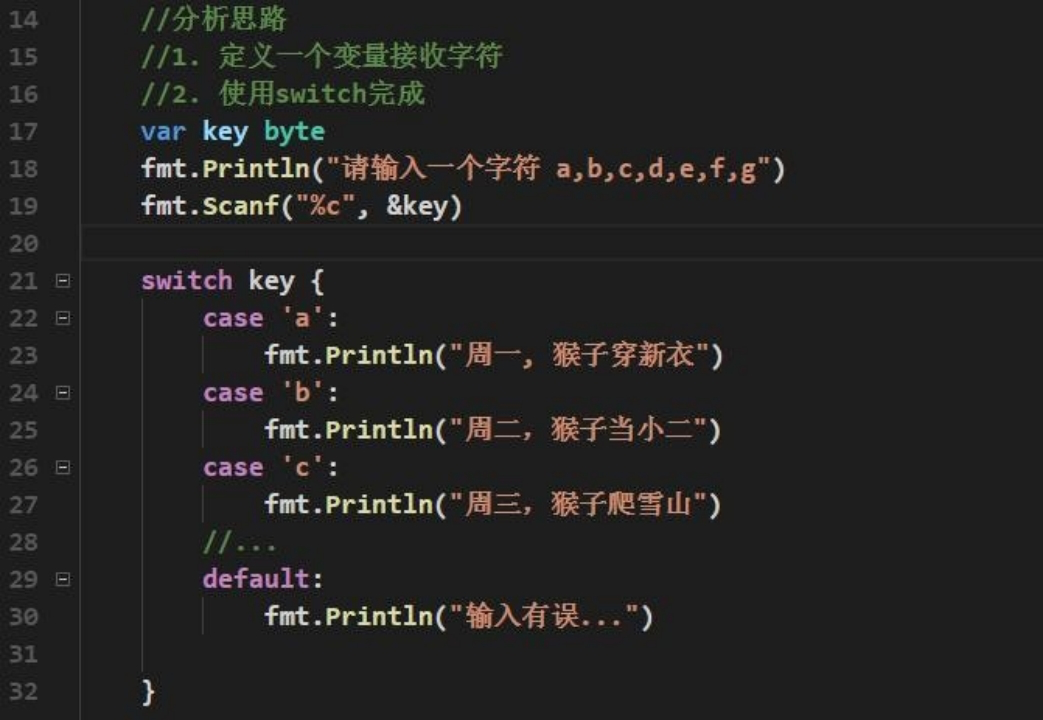 14 //分析思路
15 //1. 定义一个变量接收字符
16 //2. 使用switch完成
17 var key byte
18 fmt.Println("请输入一个字符 a,b,c,d,e,f,g")
19 fmt.Scanf("%c", &key)
20
21 switch key {
22 case 'a':
23 fmt.Println("周一, 猴子穿新衣")
24 case 'b':
25 fmt.Println("周二，猴子当小二")
26 case 'c':
27 fmt.Println("周三，猴子爬雪山")
28 //...
29 default:
30 fmt.Println("输入有误...")
31
32 }